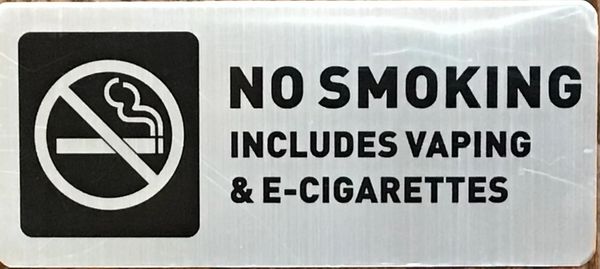 NO SMOKING
INCLUDES VAPING
& E-CIGARETTES